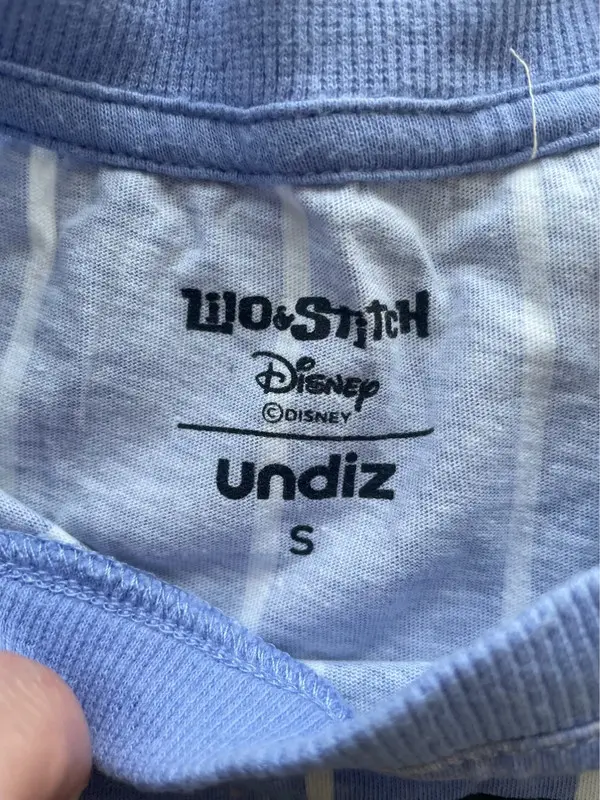 Lilo & Stitch
Disney
©DISNEY
undiz
S